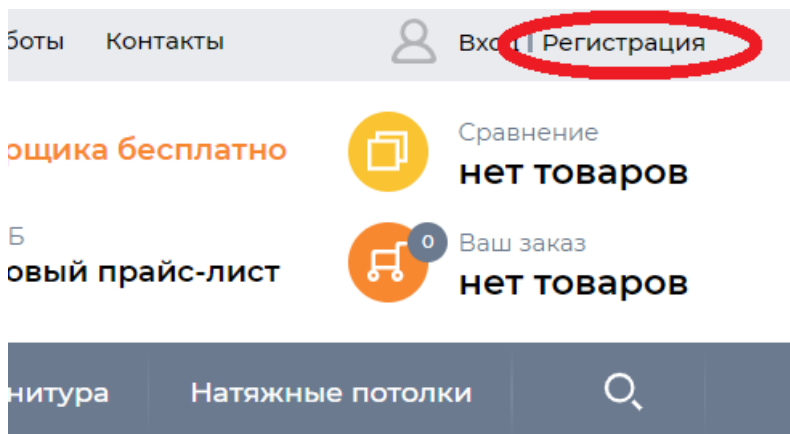 боты Контакты Вход | Регистрация
рщика бесплатно
Сравнение
нет товаров
Б
овый прайс-лист
0
Ваш заказ
нет товаров
нитура Натяжные потолки